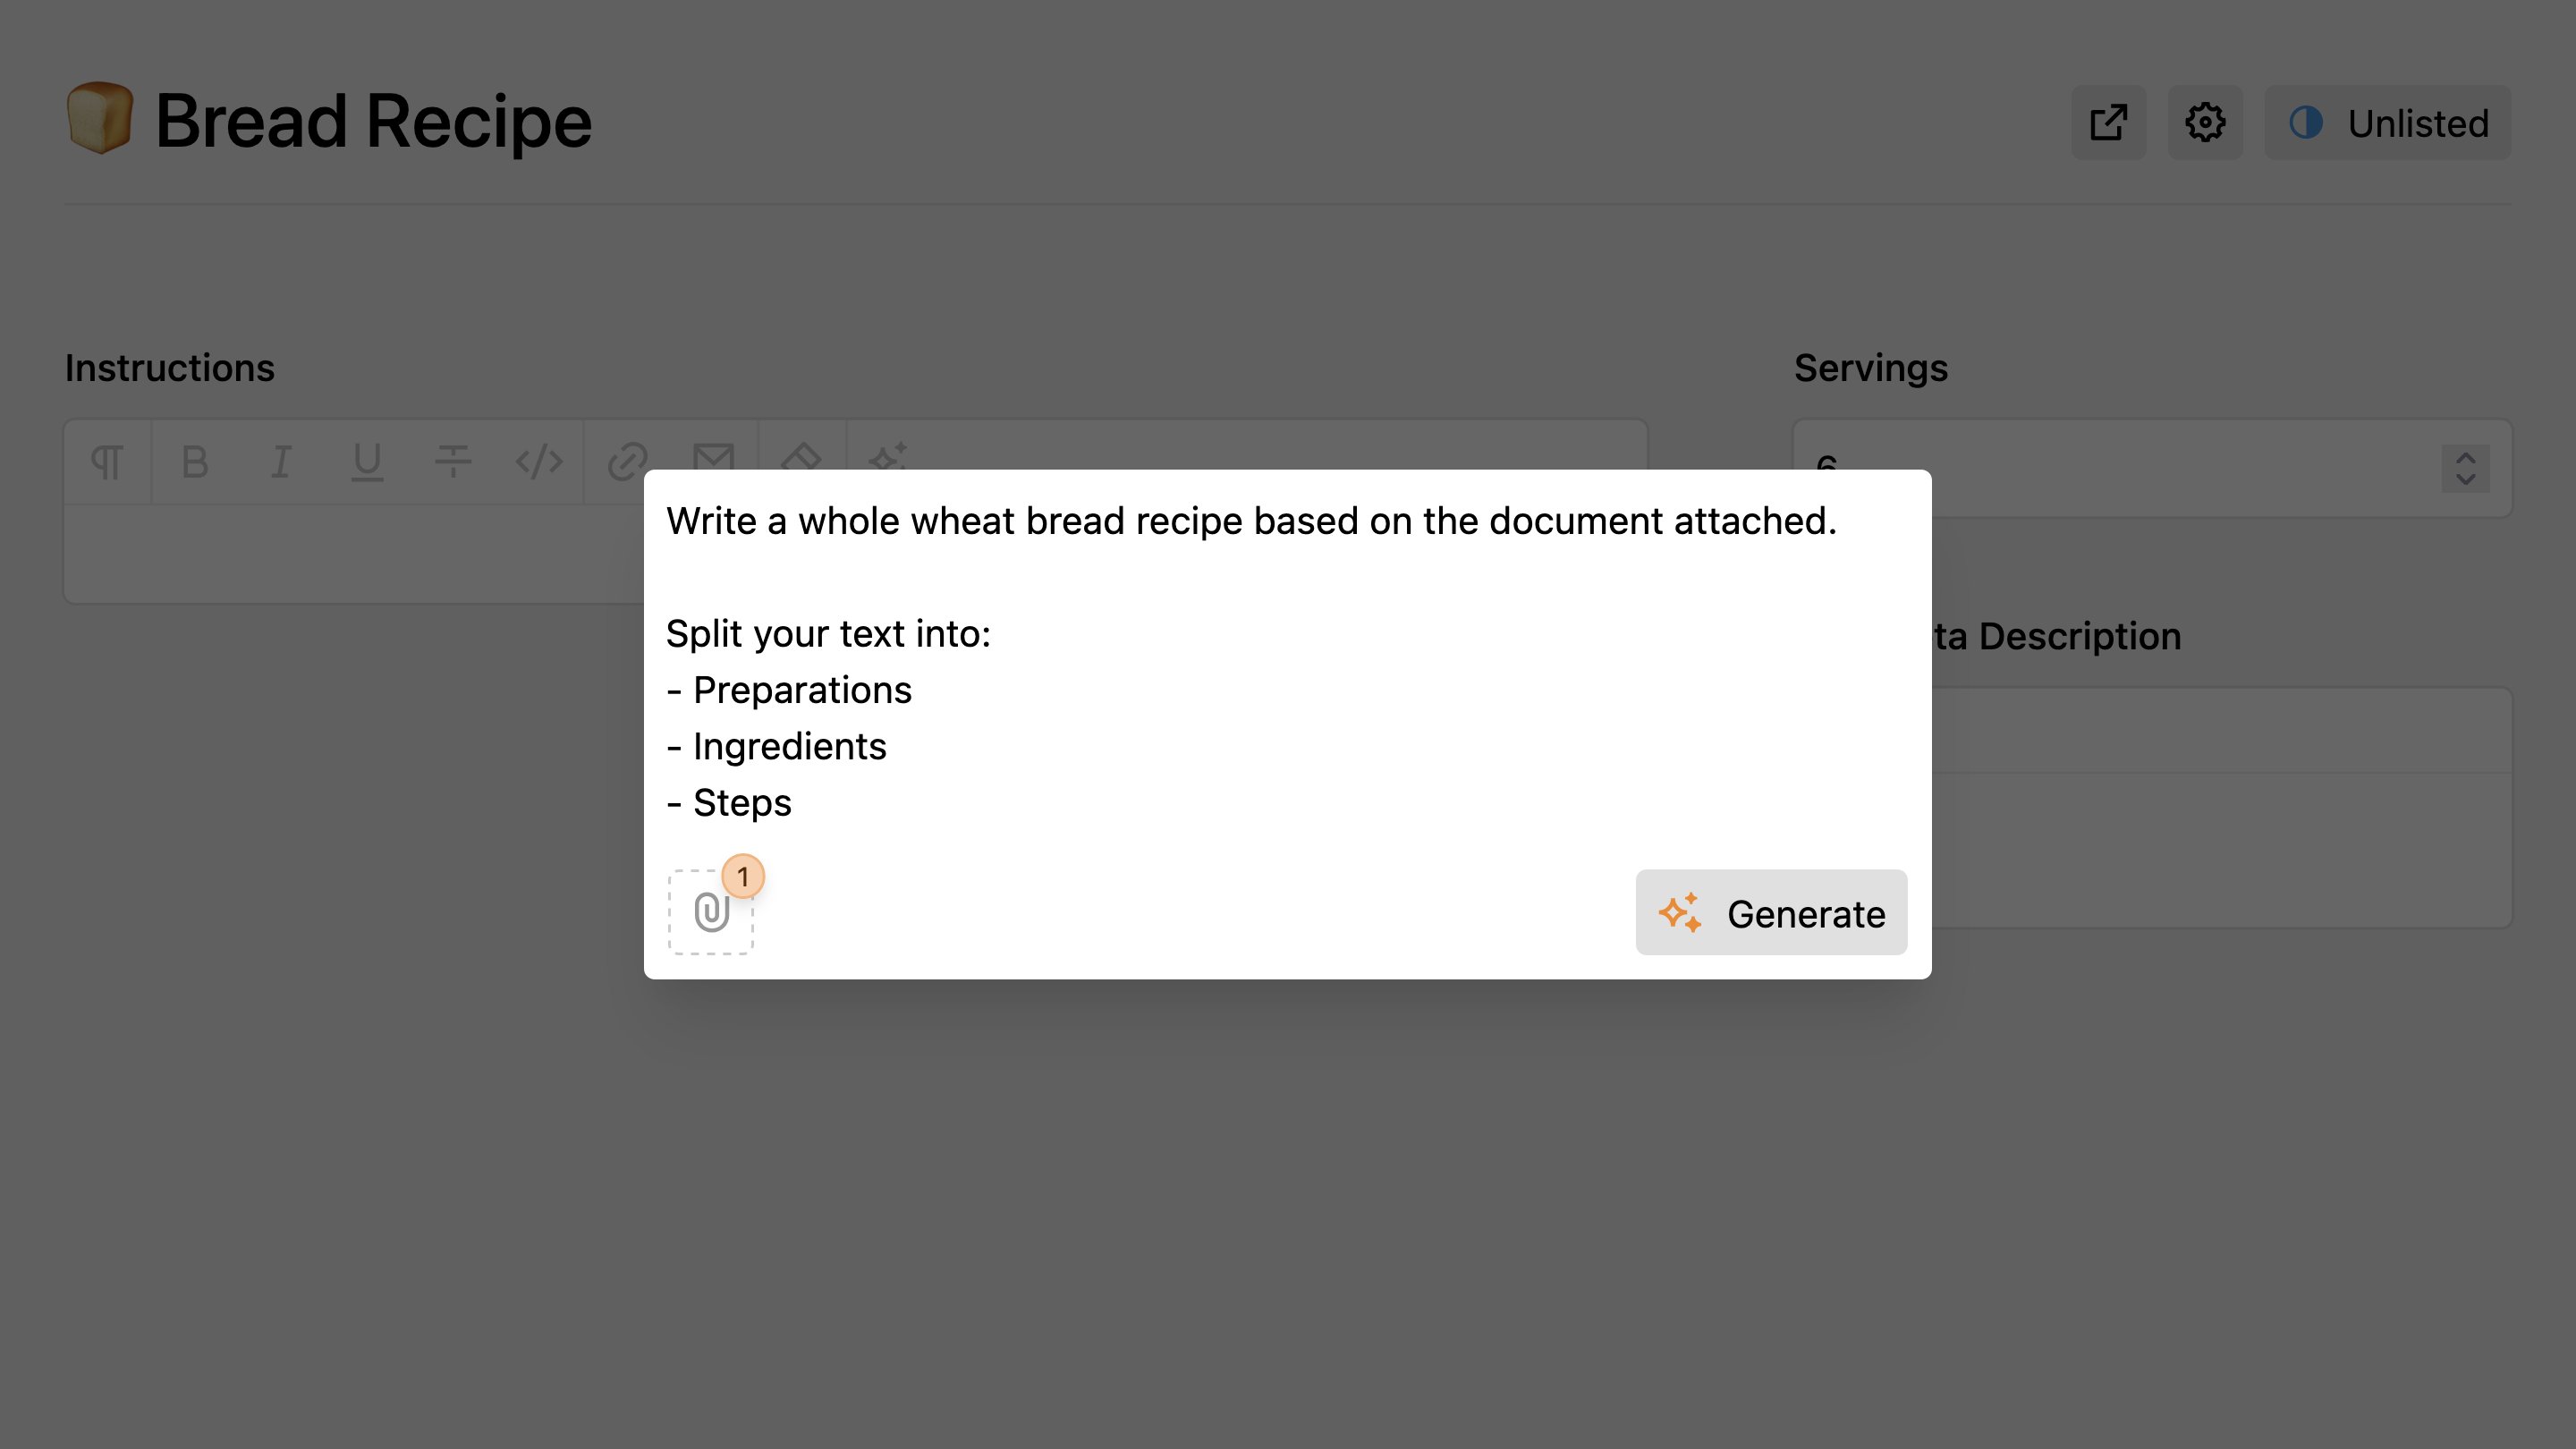 Bread Recipe
Unlisted
Instructions
Servings
6
Write a whole wheat bread recipe based on the document attached.
Split your text into:
- Preparations
- Ingredients
- Steps
ta Description
1
Generate